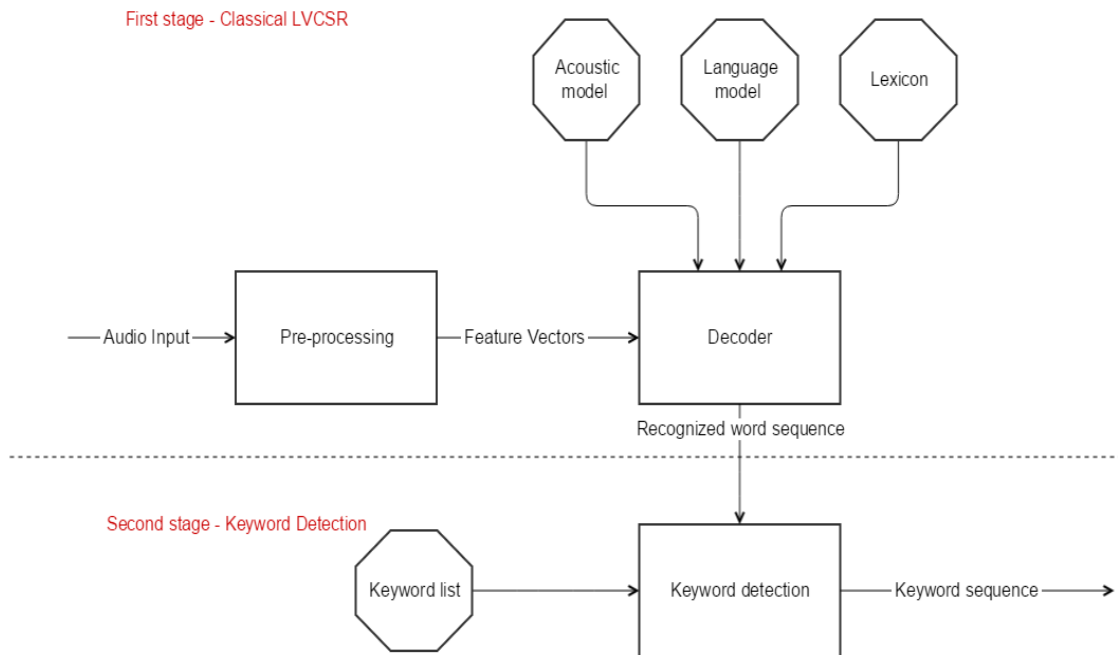 First stage - Classical LVCSR
Acoustic
model
Language
model
Lexicon
Audio Input
Pre-processing
Feature Vectors
Decoder
Recognized word sequence
Second stage - Keyword Detection
Keyword list
Keyword detection
Keyword sequence